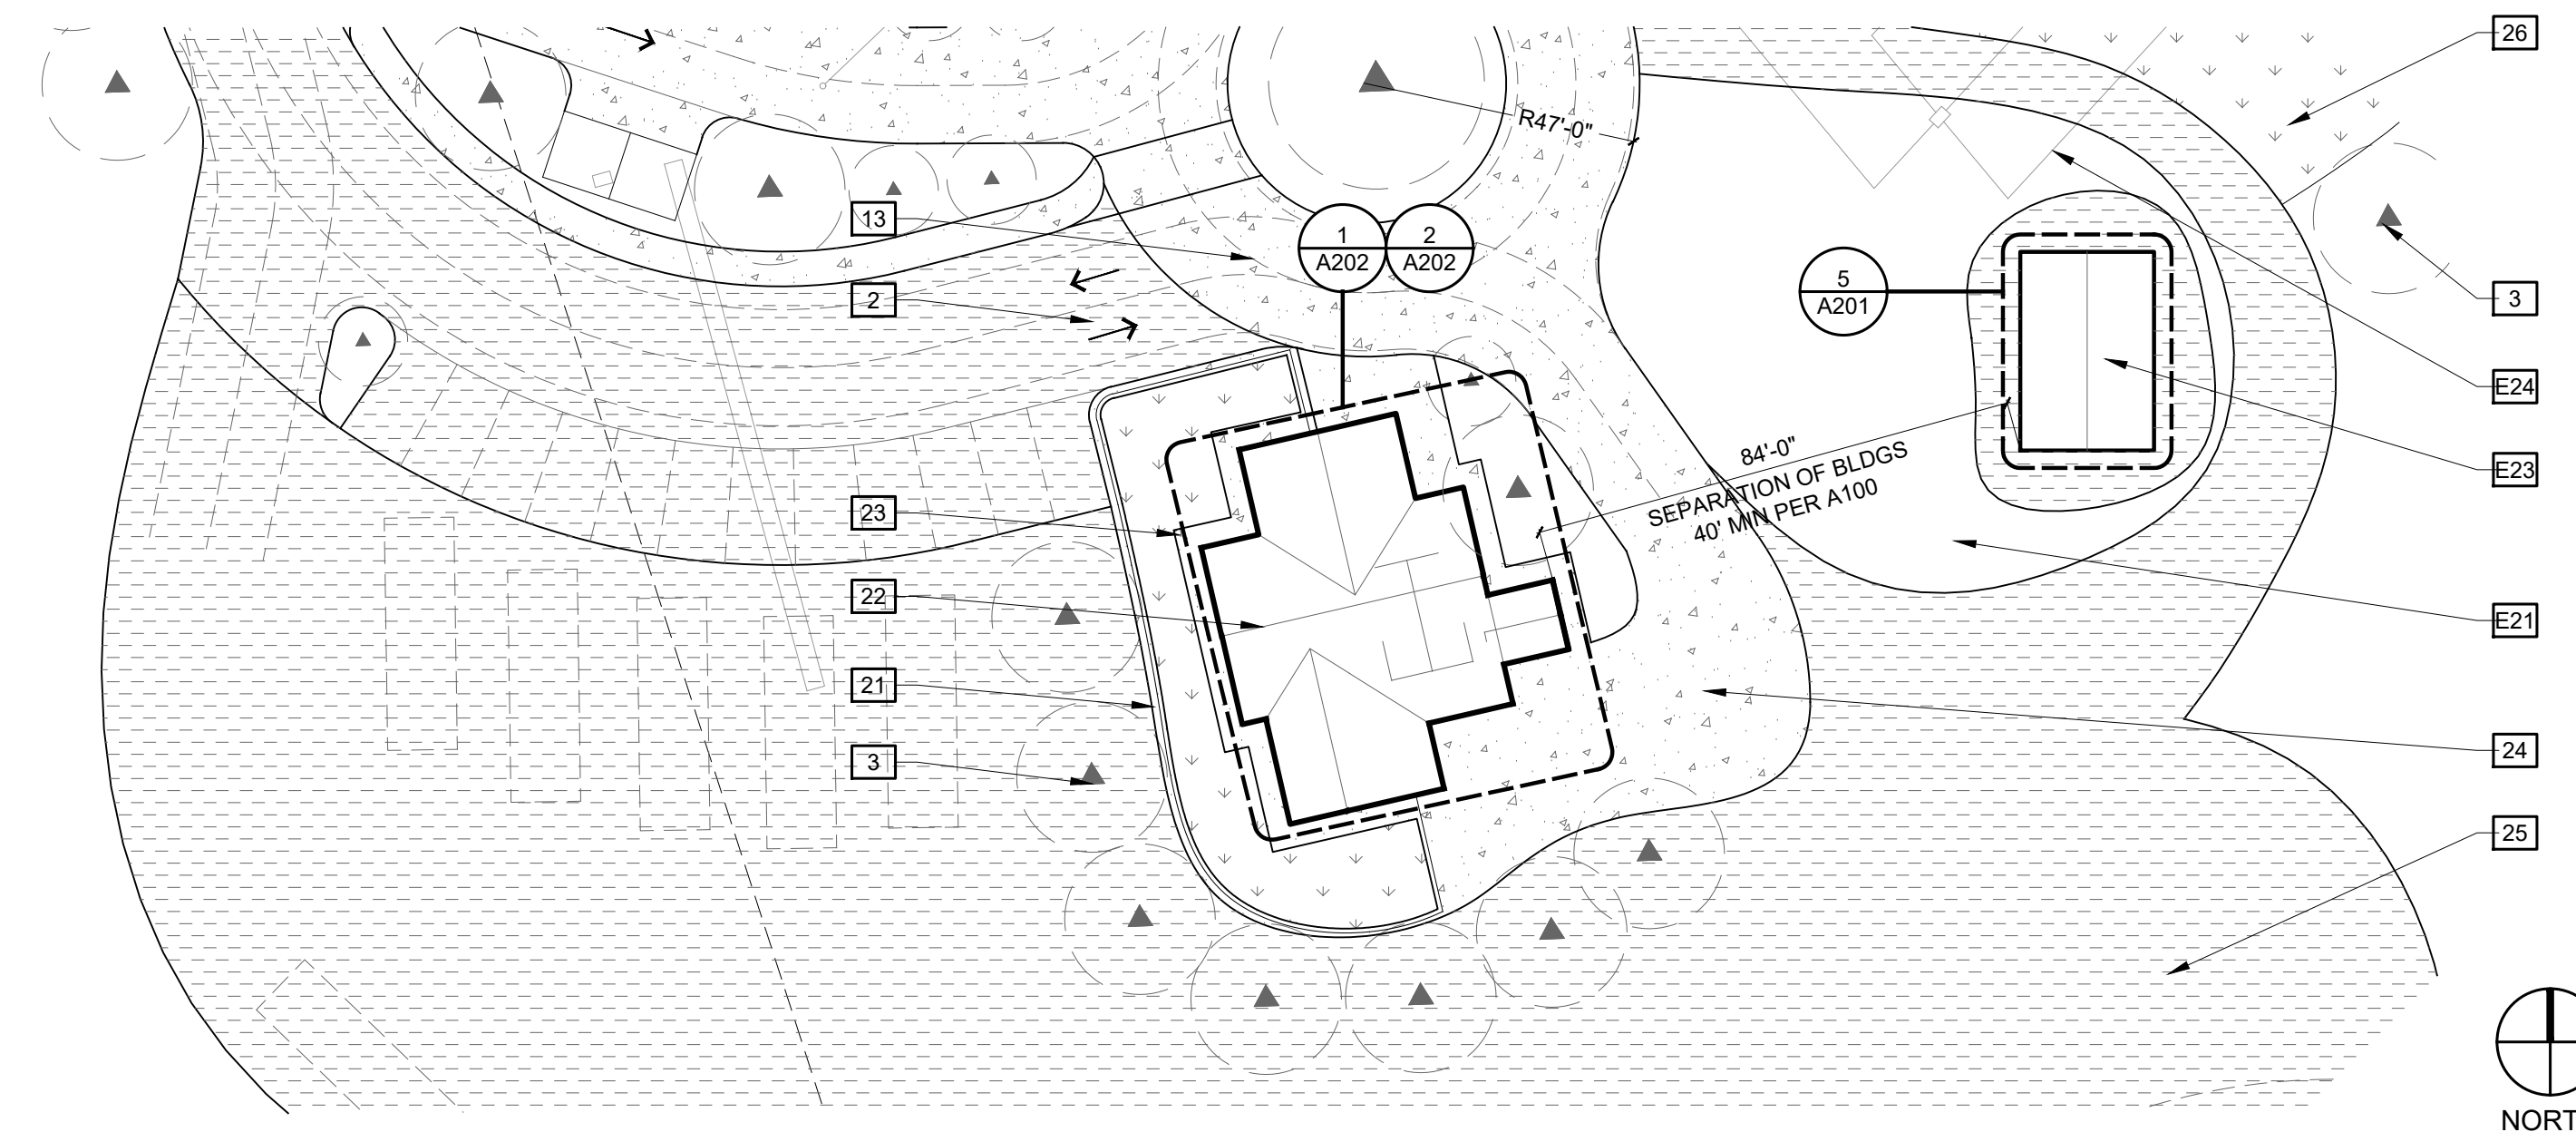 26
R47'-0"
13
1
A202
2
A202
5
A201
2
3
E24
84'-0"
SEPARATION OF BLDGS
40' MIN PER A100
E23
23
22
E21
21
24
3
25
NORT